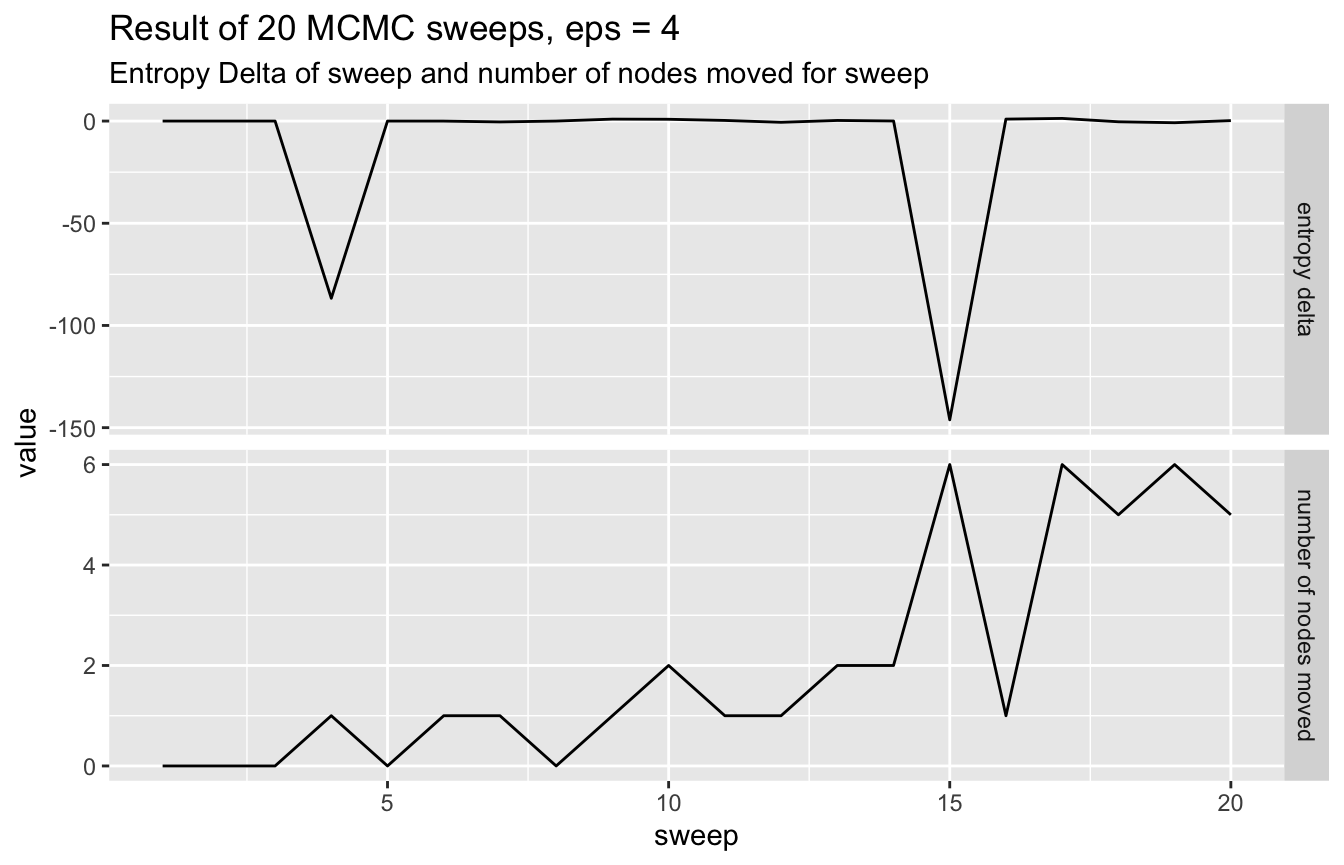 Result of 20 MCMC sweeps, eps = 4
Entropy Delta of sweep and number of nodes moved for sweep
0
-50
-100
-150
entropy delta
value
6
4
2
0
number of nodes moved
5
10
15
20
sweep